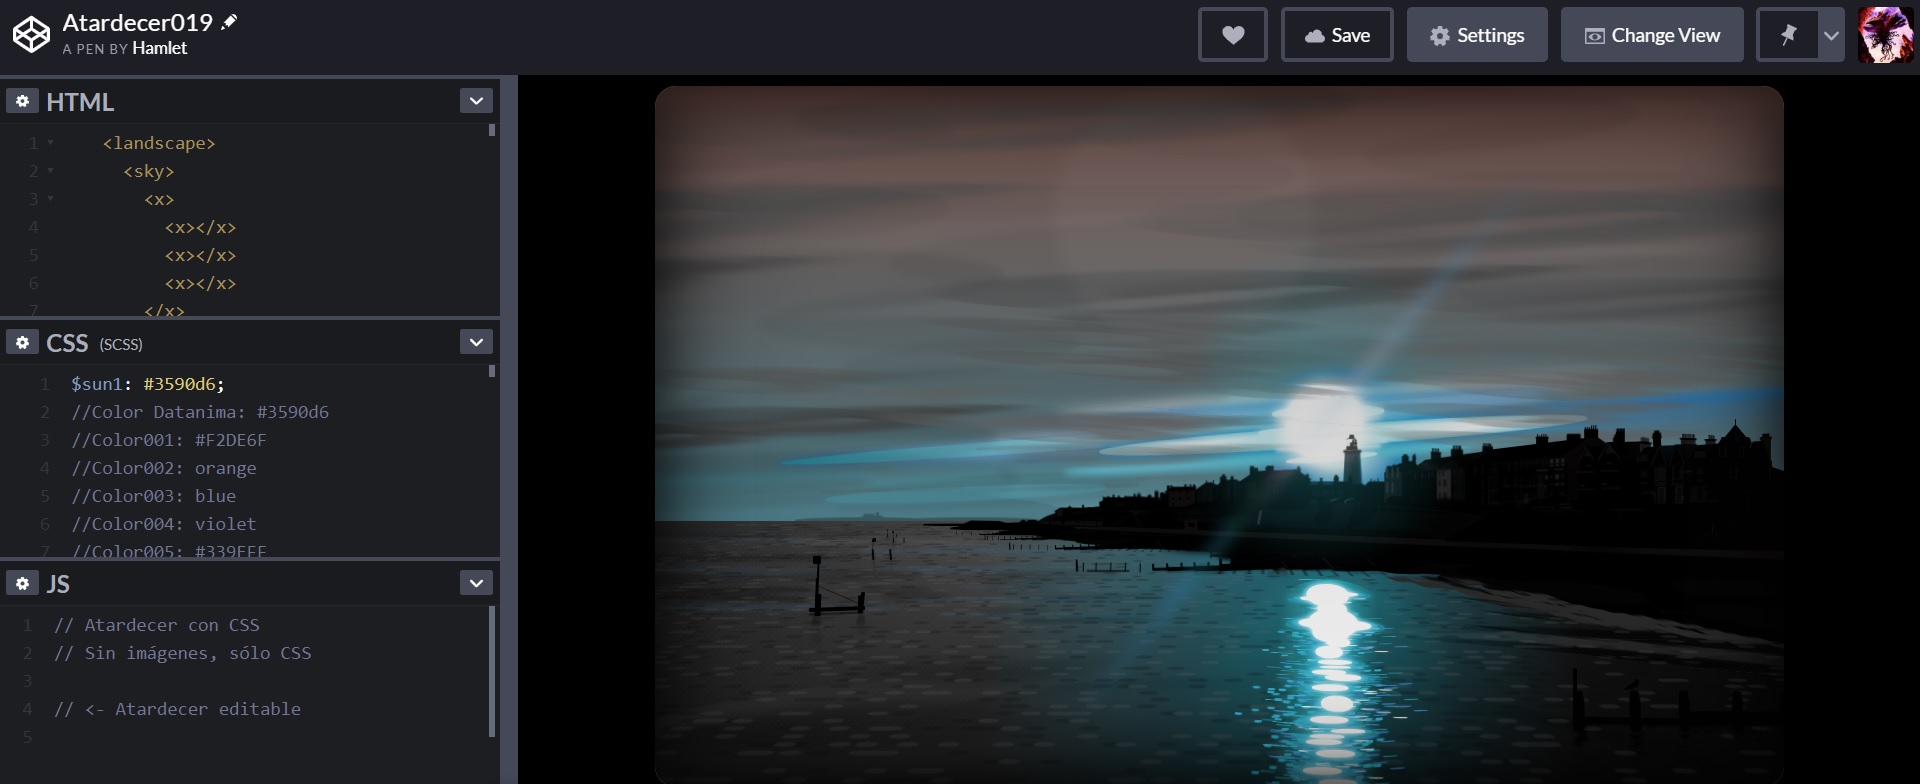 Atardecer019
A PEN BY Hamlet
Save
Settings
Change View
HTML
1 <landscape>
2 <sky>
3 <x>
4 <x></x>
5 <x></x>
6 <x></x>
7 </x>
CSS (SCSS)
1 $sun1: #3590d6;
2 //Color Datanima: #3590d6
3 //Color001: #F2DE6F
4 //Color002: orange
5 //Color003: blue
6 //Color004: violet
7 //Color005: #339FFF
JS
1 // Atardecer con CSS
2 // Sin imágenes, sólo CSS
3
4 // <- Atardecer editable
5